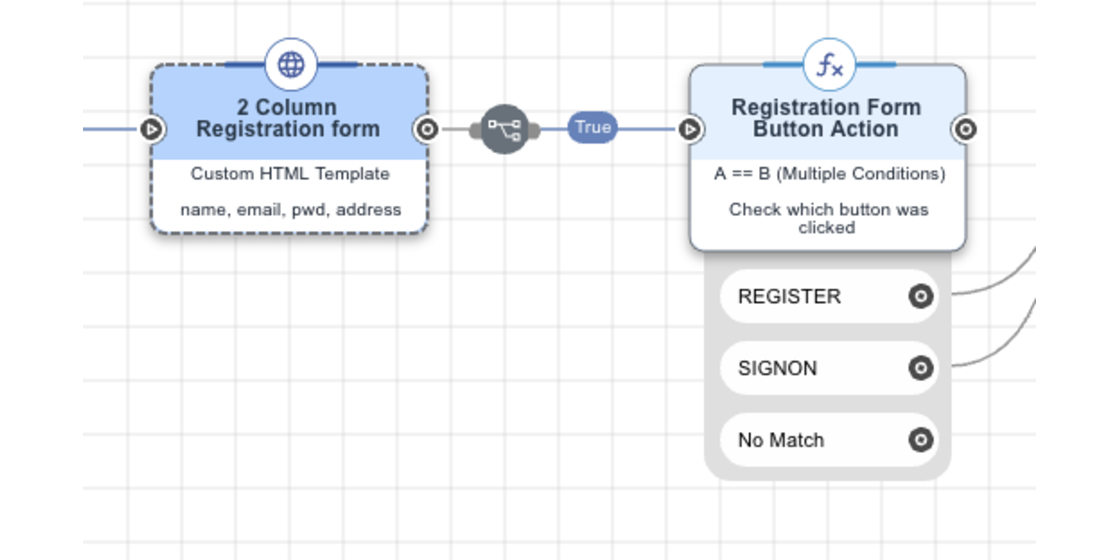 2 Column
Registration form
Custom HTML Template
name, email, pwd, address
True
fx
Registration Form
Button Action
A == B (Multiple Conditions)
Check which button was
clicked
REGISTER
SIGNON
No Match